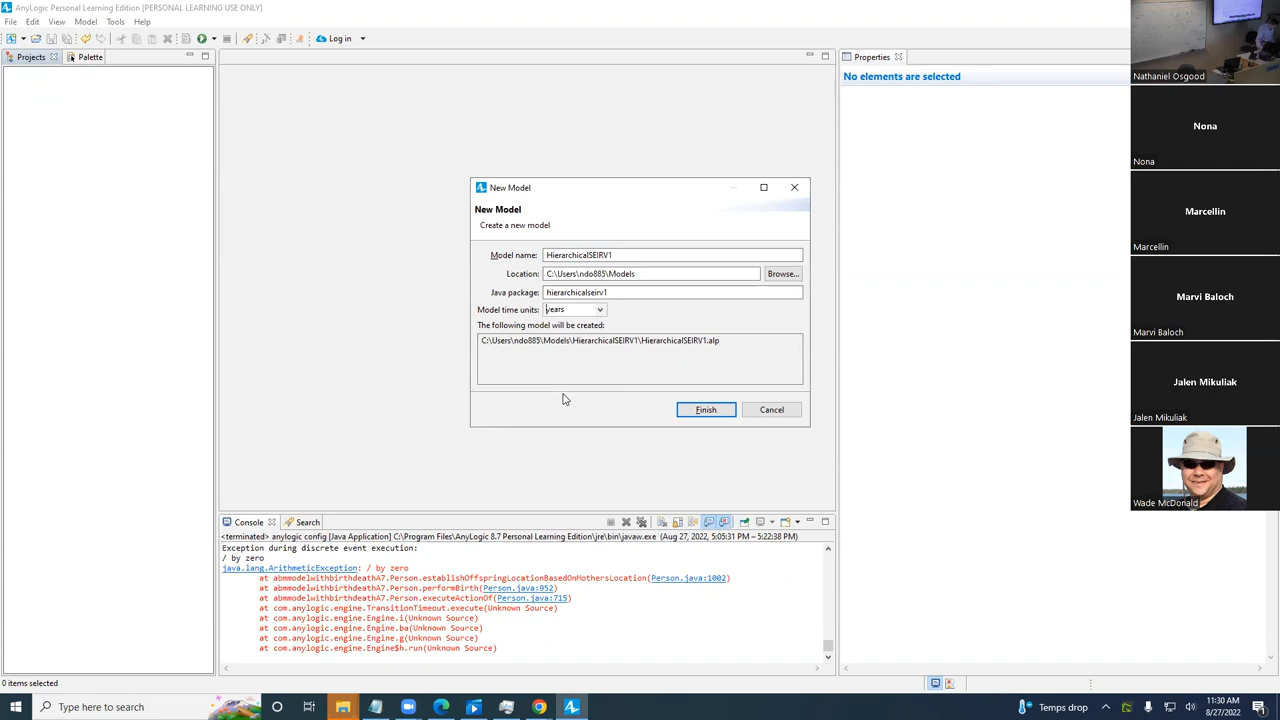 AnyLogic Personal Learning Edition [PERSONAL LEARNING USE ONLY]
File Edit View Model Tools Help
Log in
Projects Palette
Properties
No elements are selected
New Model
New Model
Create a new model
Model name: HierarchicalSEIRV1
Location: C:\Users\ndo885\Models Browse...
Java package: hierarchicalseirv1
Model time units: years
The following model will be created:
C:\Users\ndo885\Models\HierarchicalSEIRV1\HierarchicalSEIRV1.alp
Finish Cancel
Console Search
<terminated> anylogic config [Java Application] C:\Program Files\AnyLogic 8.7 Personal Learning Edition\jre\bin\javaw.exe (Aug 27, 2022, 5:05:31 PM – 5:22:38 PM)
Exception during discrete event execution:
/ by zero
java.lang.ArithmeticException: / by zero
at abmmodelwithbirthdeathA7.Person.establishOffspringLocationBasedOnMothersLocation(Person.java:1002)
at abmmodelwithbirthdeathA7.Person.performBirth(Person.java:952)
at abmmodelwithbirthdeathA7.Person.executeActionOf(Person.java:715)
at com.anylogic.engine.TransitionTimeout.execute(Unknown Source)
at com.anylogic.engine.Engine.i(Unknown Source)
at com.anylogic.engine.Engine.ba(Unknown Source)
at com.anylogic.engine.Engine.g(Unknown Source)
at com.anylogic.engine.Engine$h.run(Unknown Source)
0 items selected
Type here to search
Temps drop
11:30 AM
8/27/2022
Nathaniel Osgood
Nona
Nona
Marcellin
Marcellin
Marvi Baloch
Marvi Baloch
Jalen Mikuliak
Jalen Mikuliak
Wade McDonald